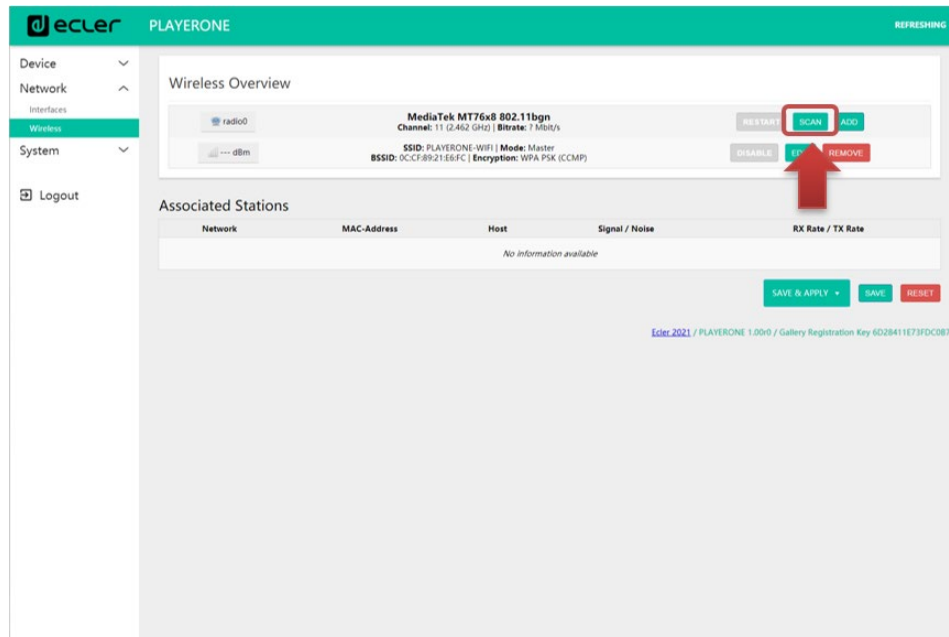 ecler
PLAYERONE
REFRESHING
Device
Network
Interfaces
Wireless
System
Logout
Wireless Overview
radio0
MediaTek MT76x8 802.11bgn
Channel: 11 (2.462 GHz) | Bitrate: ? Mbit/s
RESTART SCAN ADD
--- dBm
SSID: PLAYERONE-WIFI | Mode: Master
BSSID: 0C:CF:89:21:E6:FC | Encryption: WPA PSK (CCMP)
DISABLE REMOVE
Associated Stations
Network MAC-Address Host Signal / Noise RX Rate / TX Rate
No information available
SAVE & APPLY SAVE RESET
Ecler 2021 / PLAYERONE 1.00r0 / Gallery Registration Key 6D28411E73FDC0B7